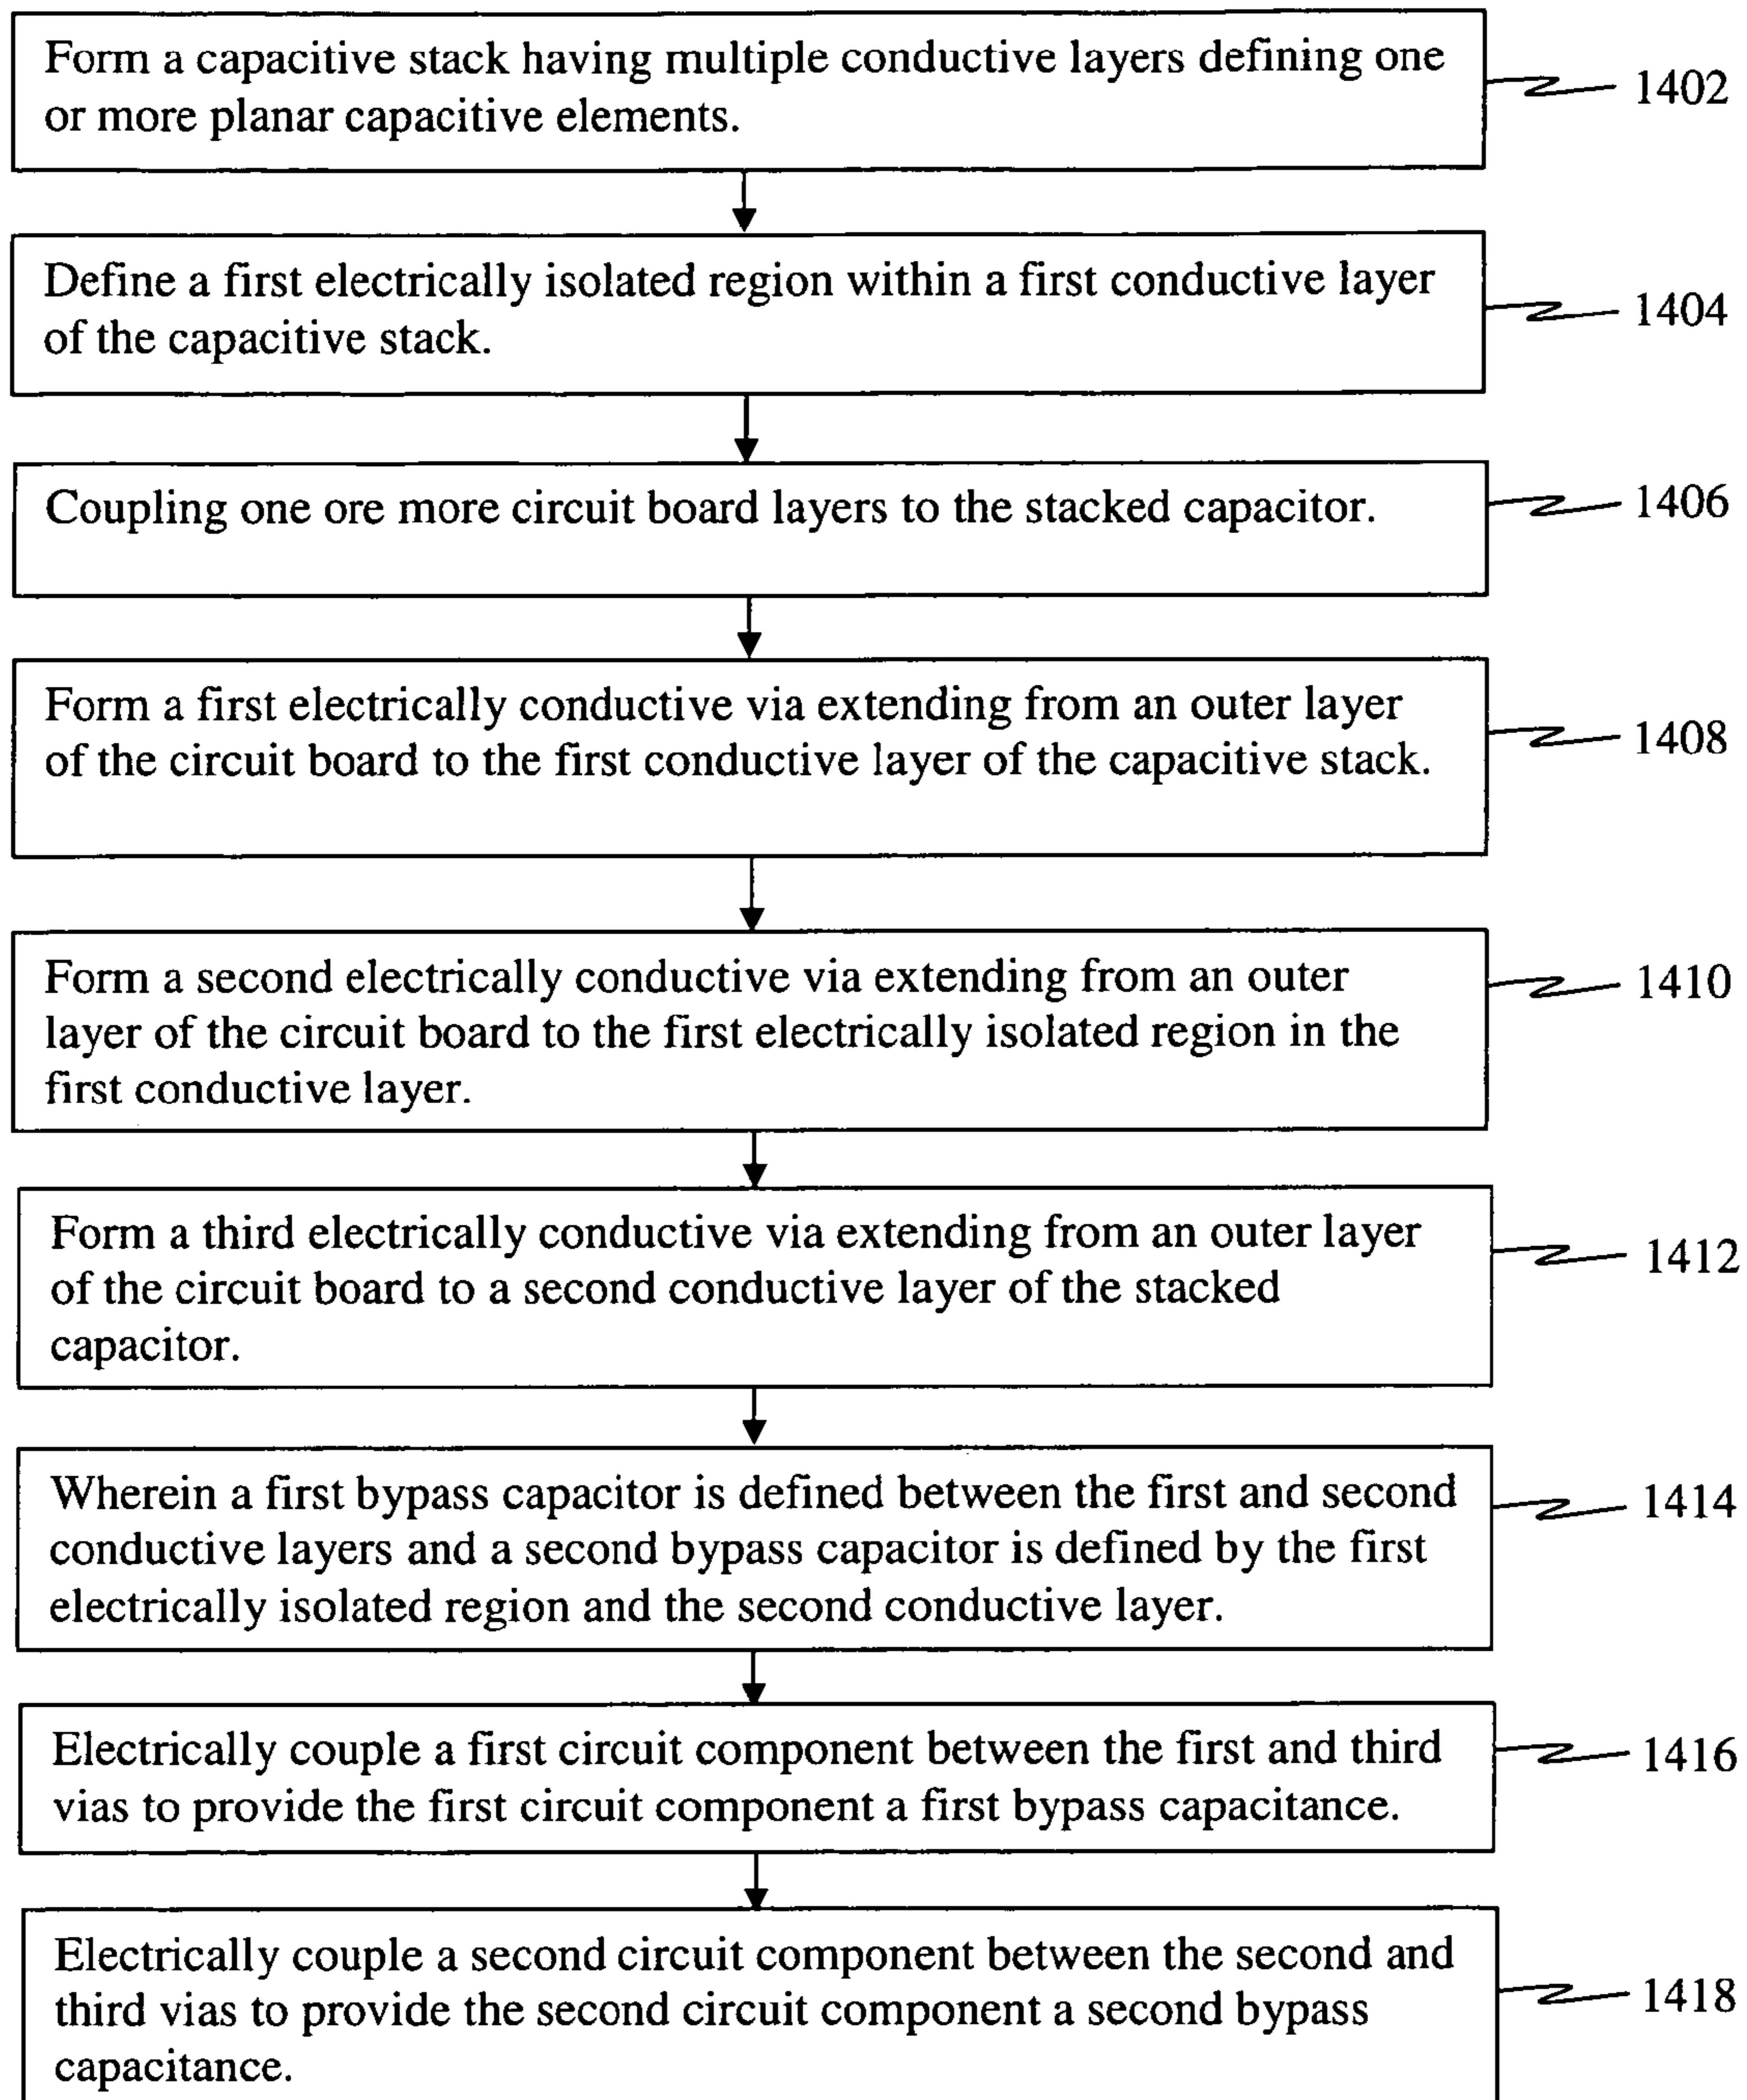 Form a capacitive stack having multiple conductive layers defining one
or more planar capacitive elements.
1402
Define a first electrically isolated region within a first conductive layer
of the capacitive stack.
1404
Coupling one ore more circuit board layers to the stacked capacitor.
1406
Form a first electrically conductive via extending from an outer layer
of the circuit board to the first conductive layer of the capacitive stack.
1408
Form a second electrically conductive via extending from an outer
layer of the circuit board to the first electrically isolated region in the
first conductive layer.
1410
Form a third electrically conductive via extending from an outer layer
of the circuit board to a second conductive layer of the stacked
capacitor.
1412
Wherein a first bypass capacitor is defined between the first and second
conductive layers and a second bypass capacitor is defined by the first
electrically isolated region and the second conductive layer.
1414
Electrically couple a first circuit component between the first and third
vias to provide the first circuit component a first bypass capacitance.
1416
Electrically couple a second circuit component between the second and
third vias to provide the second circuit component a second bypass
capacitance.
1418